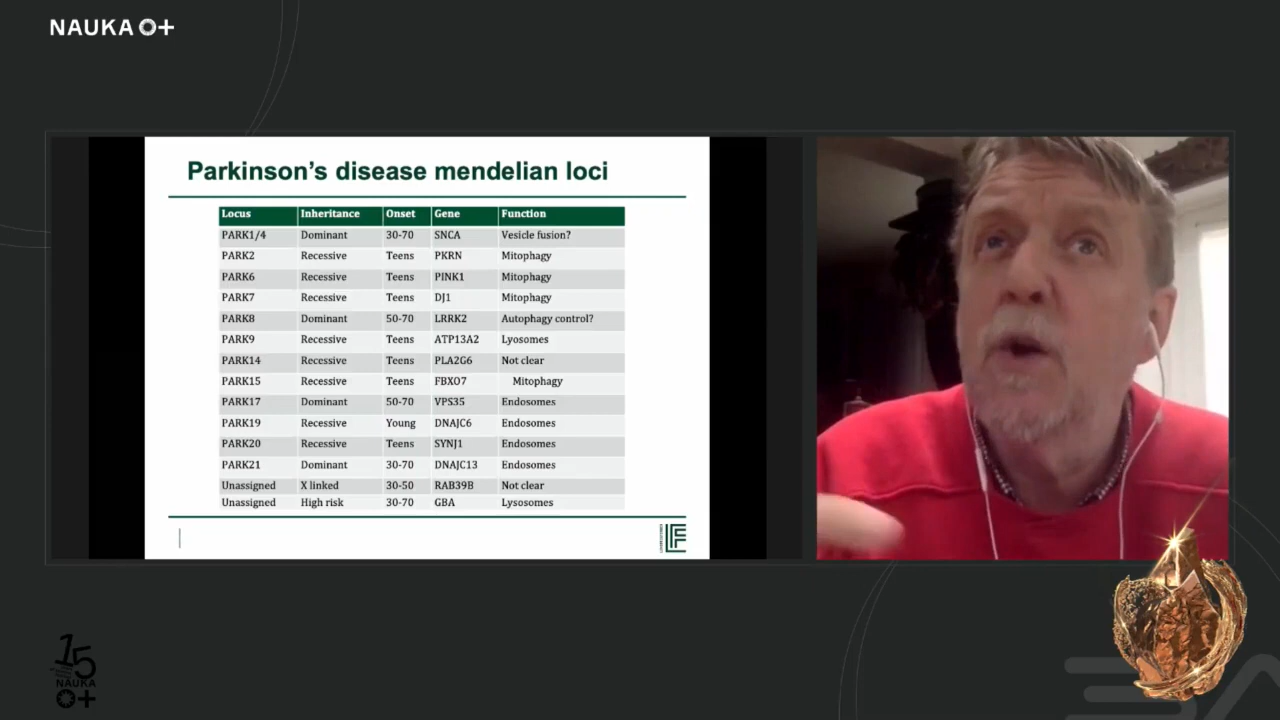 NAUKA 0+
Parkinson's disease mendelian loci
Locus Inheritance Onset Gene Function
PARK1/4 Dominant 30-70 SNCA Vesicle fusion?
PARK2 Recessive Teens PKRN Mitophagy
PARK6 Recessive Teens PINK1 Mitophagy
PARK7 Recessive Teens DJ1 Mitophagy
PARK8 Dominant 50-70 LRRK2 Autophagy control?
PARK9 Recessive Teens ATP13A2 Lyosomes
PARK14 Recessive Teens PLA2G6 Not clear
PARK15 Recessive Teens FBXO7 Mitophagy
PARK17 Dominant 50-70 VPS35 Endosomes
PARK19 Recessive Young DNAJC6 Endosomes
PARK20 Recessive Teens SYNJ1 Endosomes
PARK21 Dominant 30-70 DNAJC13 Endosomes
Unassigned X linked 30-50 RAB39B Not clear
Unassigned High risk 30-70 GBA Lysosomes
15
NAUKA
0+